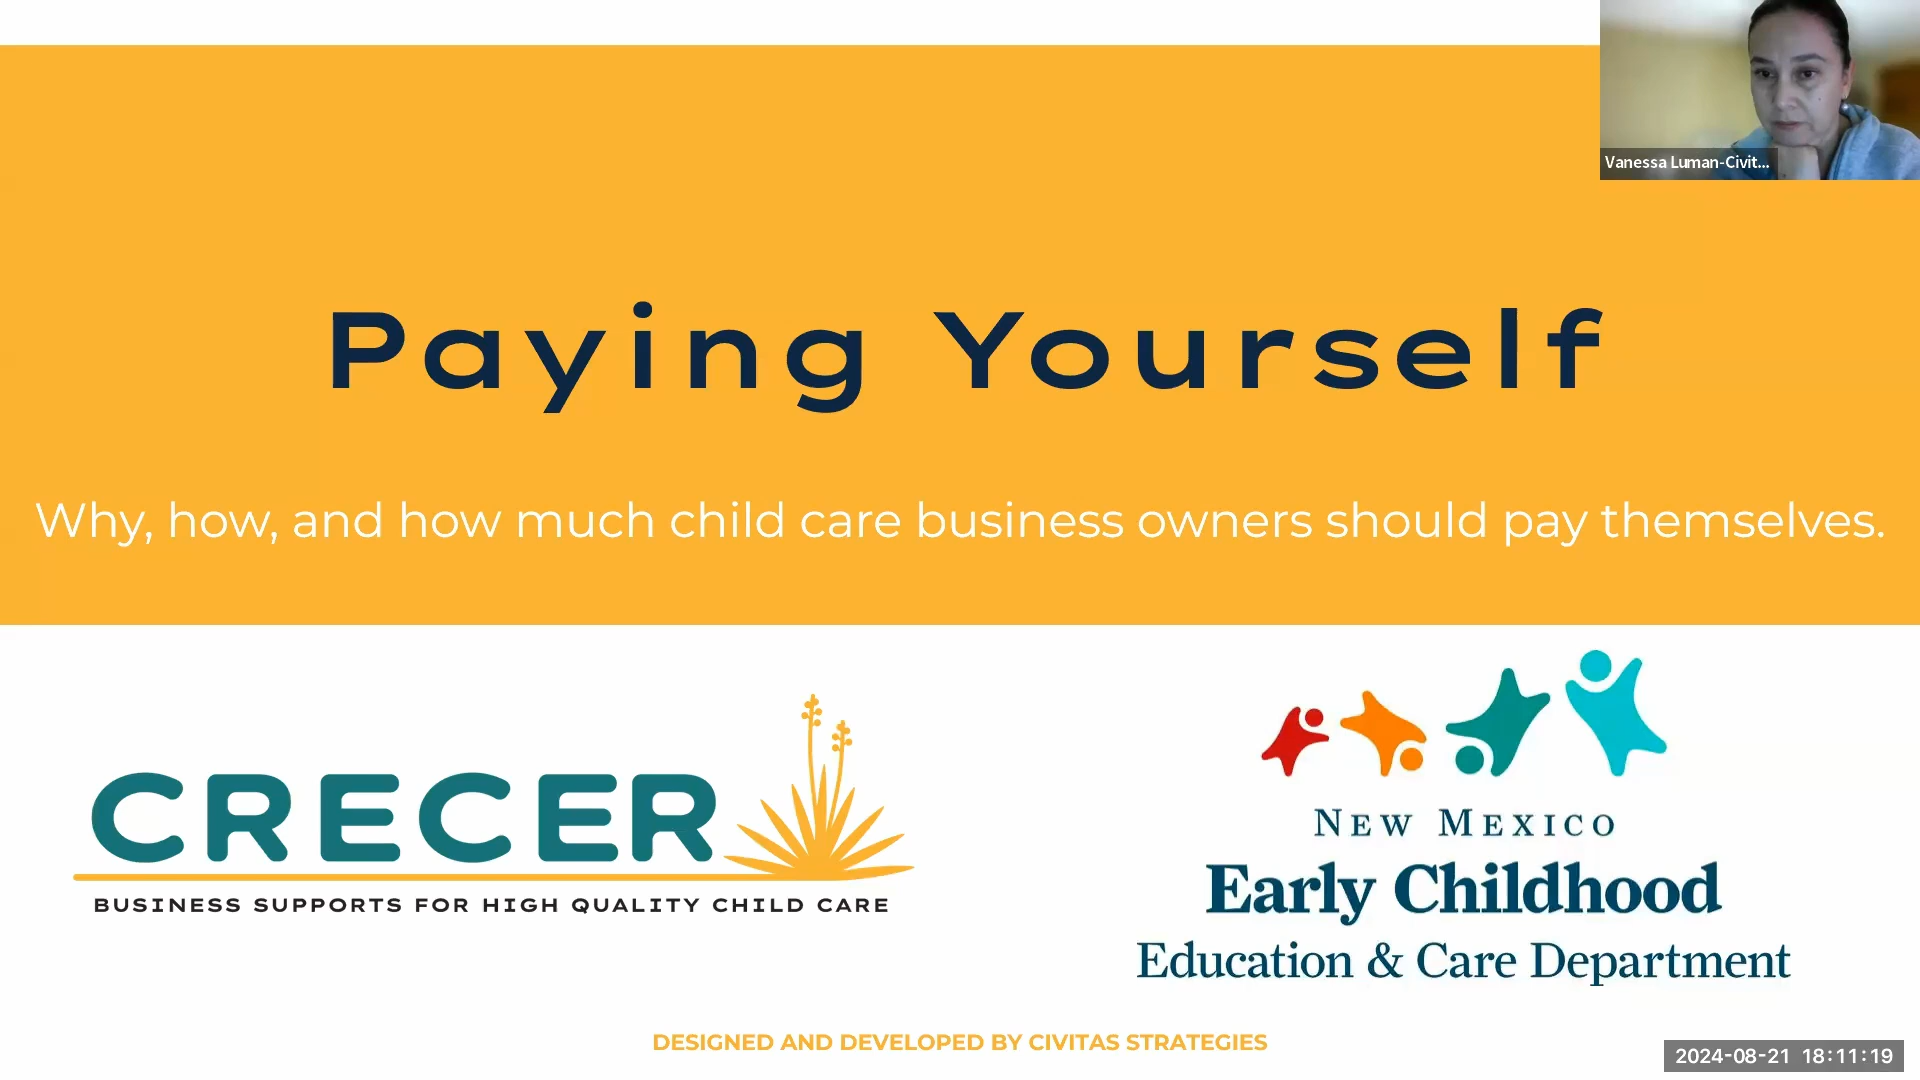 Vanessa Luman-Civit...
Paying Yourself
Why, how, and how much child care business owners should pay themselves.
CRECER
BUSINESS SUPPORTS FOR HIGH QUALITY CHILD CARE
NEW MEXICO
Early Childhood
Education & Care Department
DESIGNED AND DEVELOPED BY CIVITAS STRATEGIES
2024-08-21 18:11:19